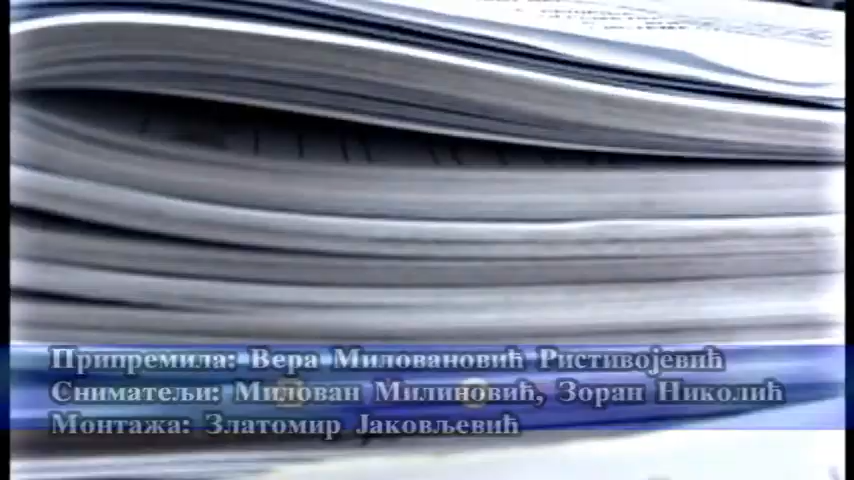 Припремила: Вера Миловановић Ристивојевић
Сниматељи: Милован Милиновић, Зоран Николић
Монтажа: Златомир Јаковљевић